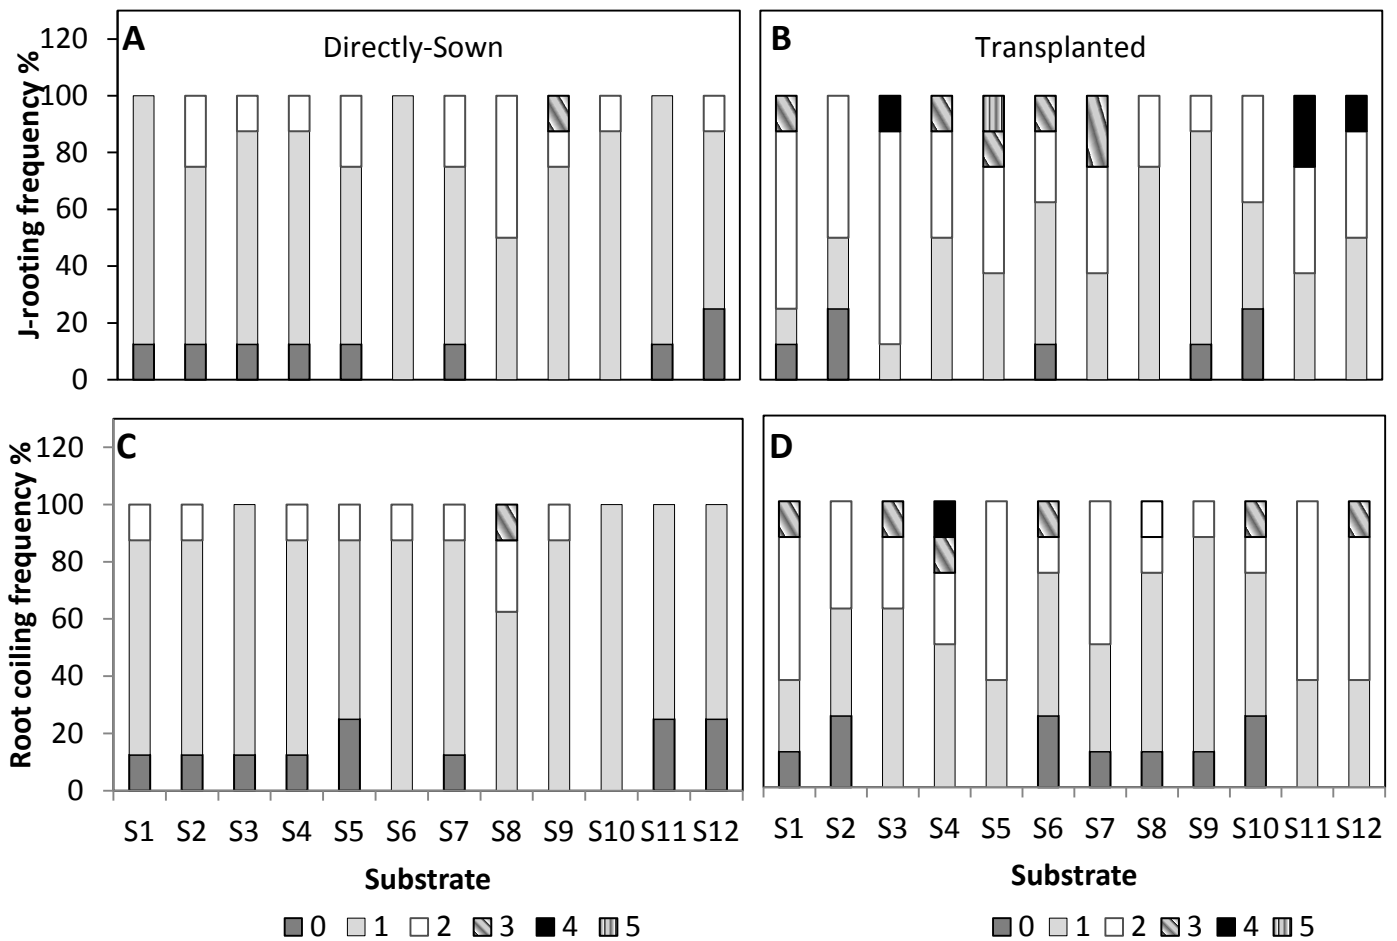 A
Directly-Sown
B
Transplanted
J-rooting frequency %
120
100
80
60
40
20
0
C
D
Root coiling frequency %
120
100
80
60
40
20
0
S1 S2 S3 S4 S5 S6 S7 S8 S9 S10 S11 S12
S1 S2 S3 S4 S5 S6 S7 S8 S9 S10 S11 S12
Substrate
Substrate
0 1 2 3 4 5
0 1 2 3 4 5